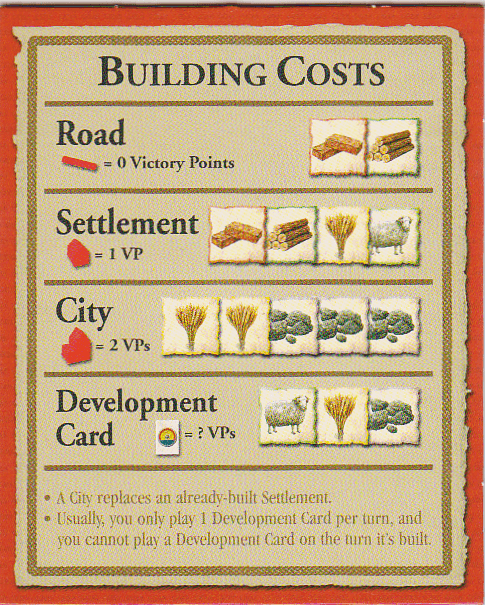 BUILDING COSTS
Road
= 0 Victory Points
Settlement
= 1 VP
City
= 2 VPs
Development
Card
= ? VPs
• A City replaces an already-built Settlement.
• Usually, you only play 1 Development Card per turn, and
you cannot play a Development Card on the turn it's built.